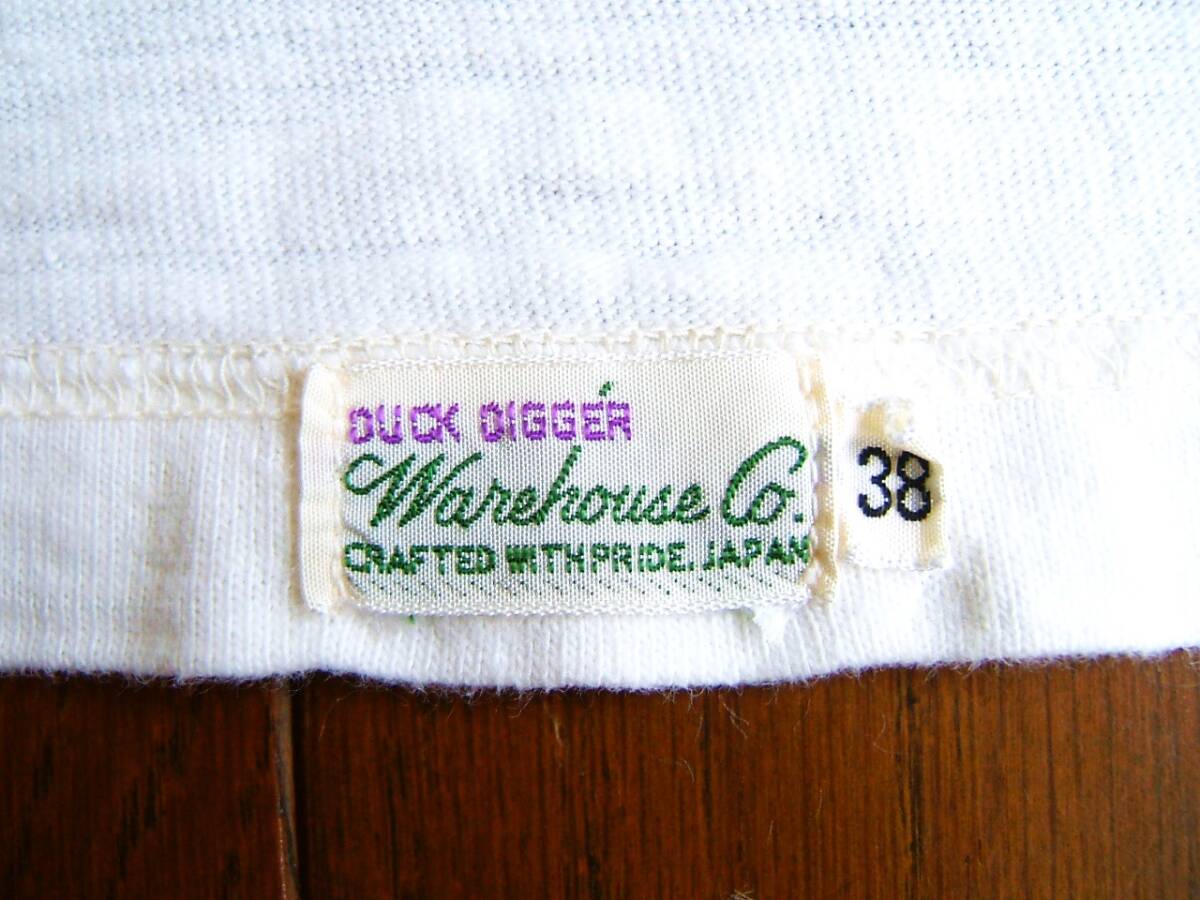 DUCK DIGGER
Warehouse Co.
CRAFTED WITH PRIDE. JAPAN
38